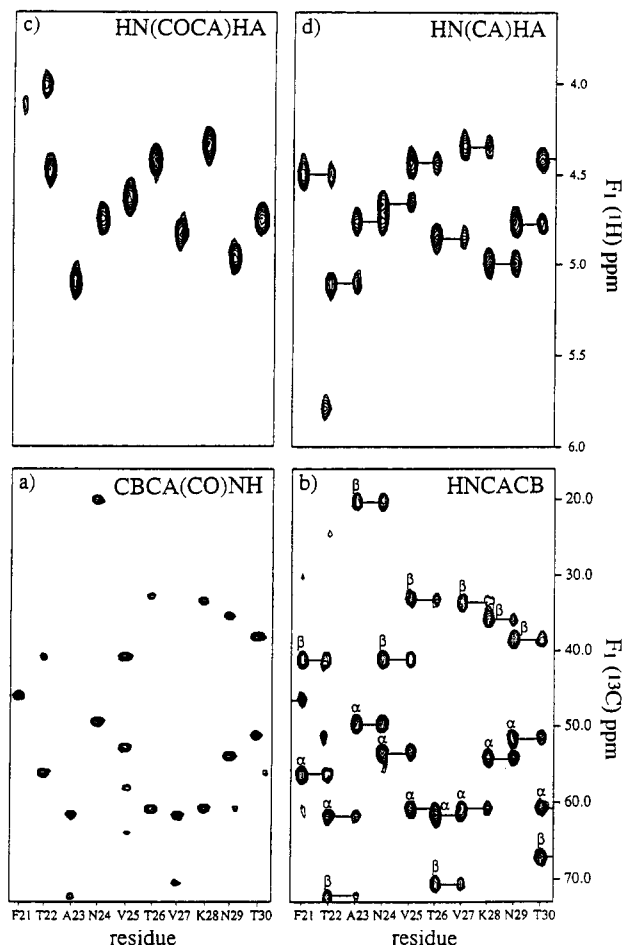 c) HN(COCA)HA
d) HN(CA)HA
4.0
4.5
5.0
5.5
6.0
F1 (1H) ppm
a) CBCA(CO)NH
b) HNCACB
β
β
β
β
β
β
β
α
α
α
α
α
α
α
α
α
α
β
β
β
20.0
30.0
40.0
50.0
60.0
70.0
F1 (13C) ppm
F21 T22 A23 N24 V25 T26 V27 K28 N29 T30
residue
F21 T22 A23 N24 V25 T26 V27 K28 N29 T30
residue